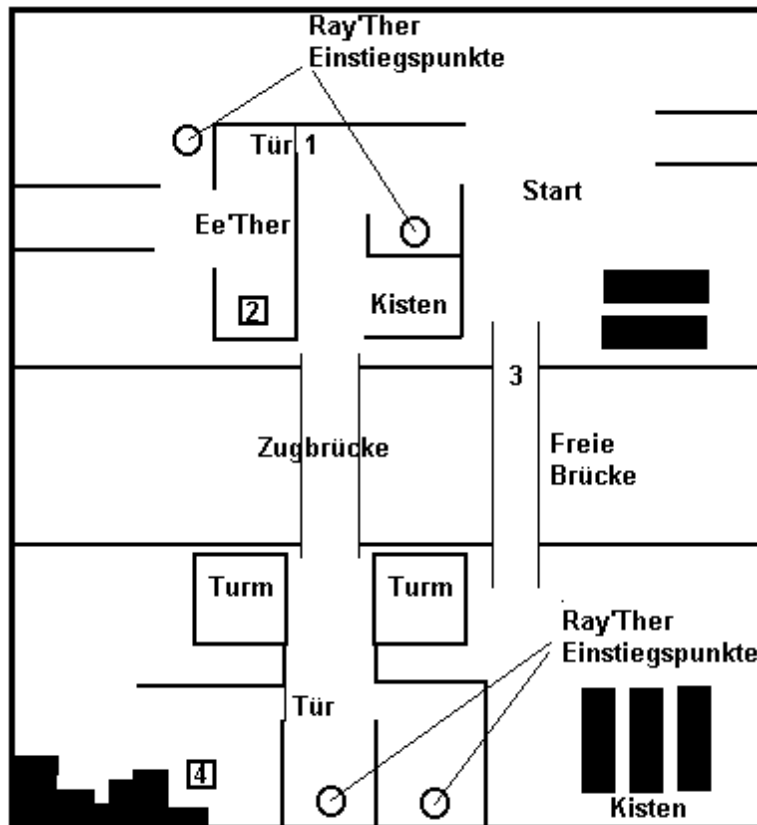 Ray'Ther
Einstiegspunkte
Tür 1
Start
Ee'Ther
2
Kisten
3
Zugbrücke
Freie
Brücke
Turm
Turm
Ray'Ther
Einstiegspunkte
Tür
4
Kisten